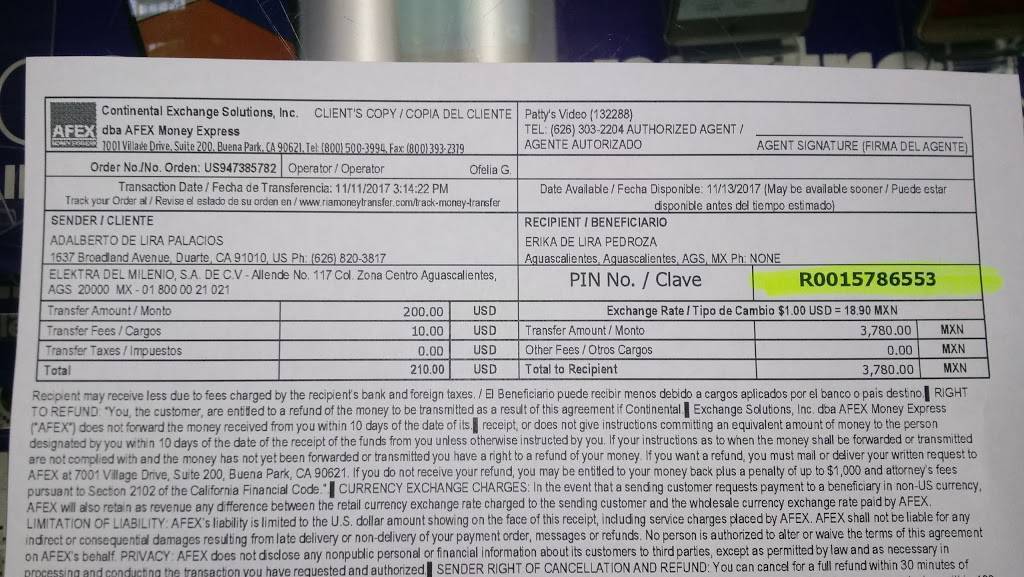 Continental Exchange Solutions, Inc. CLIENT'S COPY / COPIA DEL CLIENTE
AFEX dba AFEX Money Express
7001 Village Drive, Suite 200, Buena Park, CA 90621, Tel: (800) 500-3994, Fax: (800) 393-2319
Patty's Video (132288)
TEL: (626) 303-2204 AUTHORIZED AGENT /
AGENTE AUTORIZADO AGENT SIGNATURE (FIRMA DEL AGENTE)
Order No./No. Orden: US947385782 Operator / Operator Ofelia G.
Transaction Date / Fecha de Transferencia: 11/11/2017 3:14:22 PM
Track your Order at / Revise el estado de su orden en / www.riamoneytransfer.com/track-money-transfer
Date Available / Fecha Disponible: 11/13/2017 (May be available sooner / Puede estar
disponible antes del tiempo estimado)
SENDER / CLIENTE
ADALBERTO DE LIRA PALACIOS
1637 Broadland Avenue, Duarte, CA 91010, US Ph: (626) 820-3817
RECIPIENT / BENEFICIARIO
ERIKA DE LIRA PEDROZA
Aguascalientes, Aguascalientes, AGS, MX Ph: NONE
ELEKTRA DEL MILENIO, S.A. DE C.V - Allende No. 117 Col. Zona Centro Aguascalientes,
AGS 20000 MX - 01 800 00 21 021
PIN No. / Clave R0015786553
Transfer Amount / Monto 200.00 USD
Exchange Rate / Tipo de Cambio $1.00 USD = 18.90 MXN
Transfer Fees / Cargos 10.00 USD
Transfer Amount / Monto 3,780.00 MXN
Transfer Taxes / Impuestos 0.00 USD
Other Fees / Otros Cargos 0.00 MXN
Total 210.00 USD
Total to Recipient 3,780.00 MXN
Recipient may receive less due to fees charged by the recipient's bank and foreign taxes. / El Beneficiario puede recibir menos debido a cargos aplicados por el banco o pais destino. RIGHT
TO REFUND: "You, the customer, are entitled to a refund of the money to be transmitted as a result of this agreement if Continental Exchange Solutions, Inc. dba AFEX Money Express
("AFEX") does not forward the money received from you within 10 days of the date of its receipt, or does not give instructions committing an equivalent amount of money to the person
designated by you within 10 days of the date of the receipt of the funds from you unless otherwise instructed by you. If your instructions as to when the money shall be forwarded or transmitted
are not complied with and the money has not yet been forwarded or transmitted you have a right to a refund of your money. If you want a refund, you must mail or deliver your written request to
AFEX at 7001 Village Drive, Suite 200, Buena Park, CA 90621. If you do not receive your refund, you may be entitled to your money back plus a penalty of up to $1,000 and attorney's fees
pursuant to Section 2102 of the California Financial Code." CURRENCY EXCHANGE CHARGES: In the event that a sending customer requests payment to a beneficiary in non-US currency,
AFEX will also retain as revenue any difference between the retail currency exchange rate charged to the sending customer and the wholesale currency exchange rate paid by AFEX.
LIMITATION OF LIABILITY: AFEX's liability is limited to the U.S. dollar amount showing on the face of this receipt, including service charges placed by AFEX. AFEX shall not be liable for any
indirect or consequential damages resulting from late delivery or non-delivery of your payment order, messages or refunds. No person is authorized to alter or waive the terms of this agreement
on AFEX's behalf. PRIVACY: AFEX does not disclose any nonpublic personal or financial information about its customers to third parties, except as permitted by law and as necessary in
processing and conducting the transaction you have requested and authorized. SENDER RIGHT OF CANCELLATION AND REFUND: You can cancel for a full refund within 30 minutes of